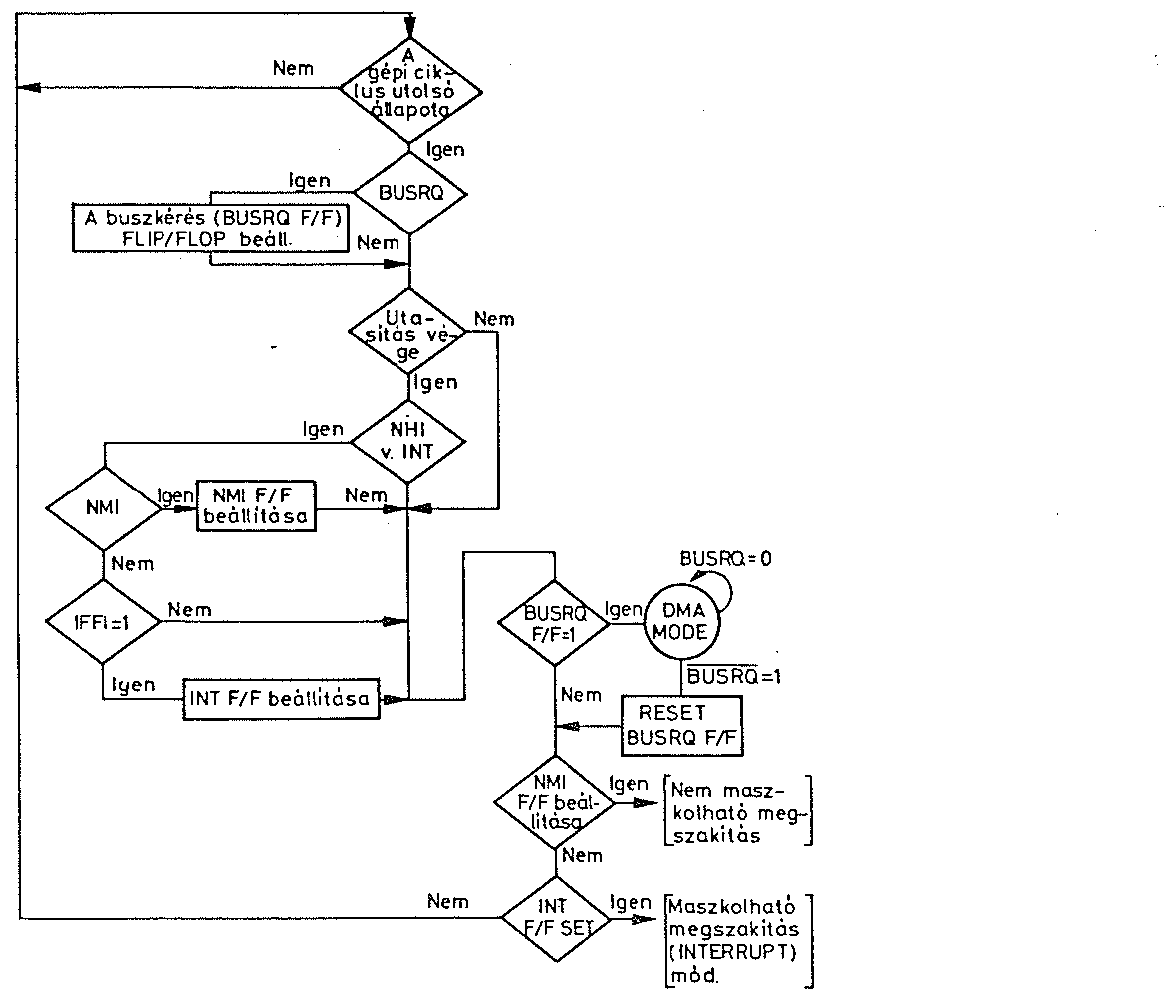 A
gépi cik-
lus utolsó
állapota
Nem
Igen
BUSRQ
Igen
A buszkérés (BUSRQ F/F)
FLIP/FLOP beáll.
Nem
Uta-
sítás vé-
ge
Nem
Igen
NHI
v. INT
Igen
NMI
Igen
NMI F/F
beállítása
Nem
Nem
IFF1=1
Nem
Iyen
INT F/F beállítása
BUSRQ
F/F=1
Igen
DMA
MODE
BUSRQ=0
BUSRQ=1
RESET
BUSRQ F/F
Nem
NMI
F/F beál-
lítása
Igen
Nem masz-
kolható meg-
szakítás
Nem
INT
F/F SET
Nem
Igen
Maszkolható
megszakítás
(INTERRUPT)
mód.